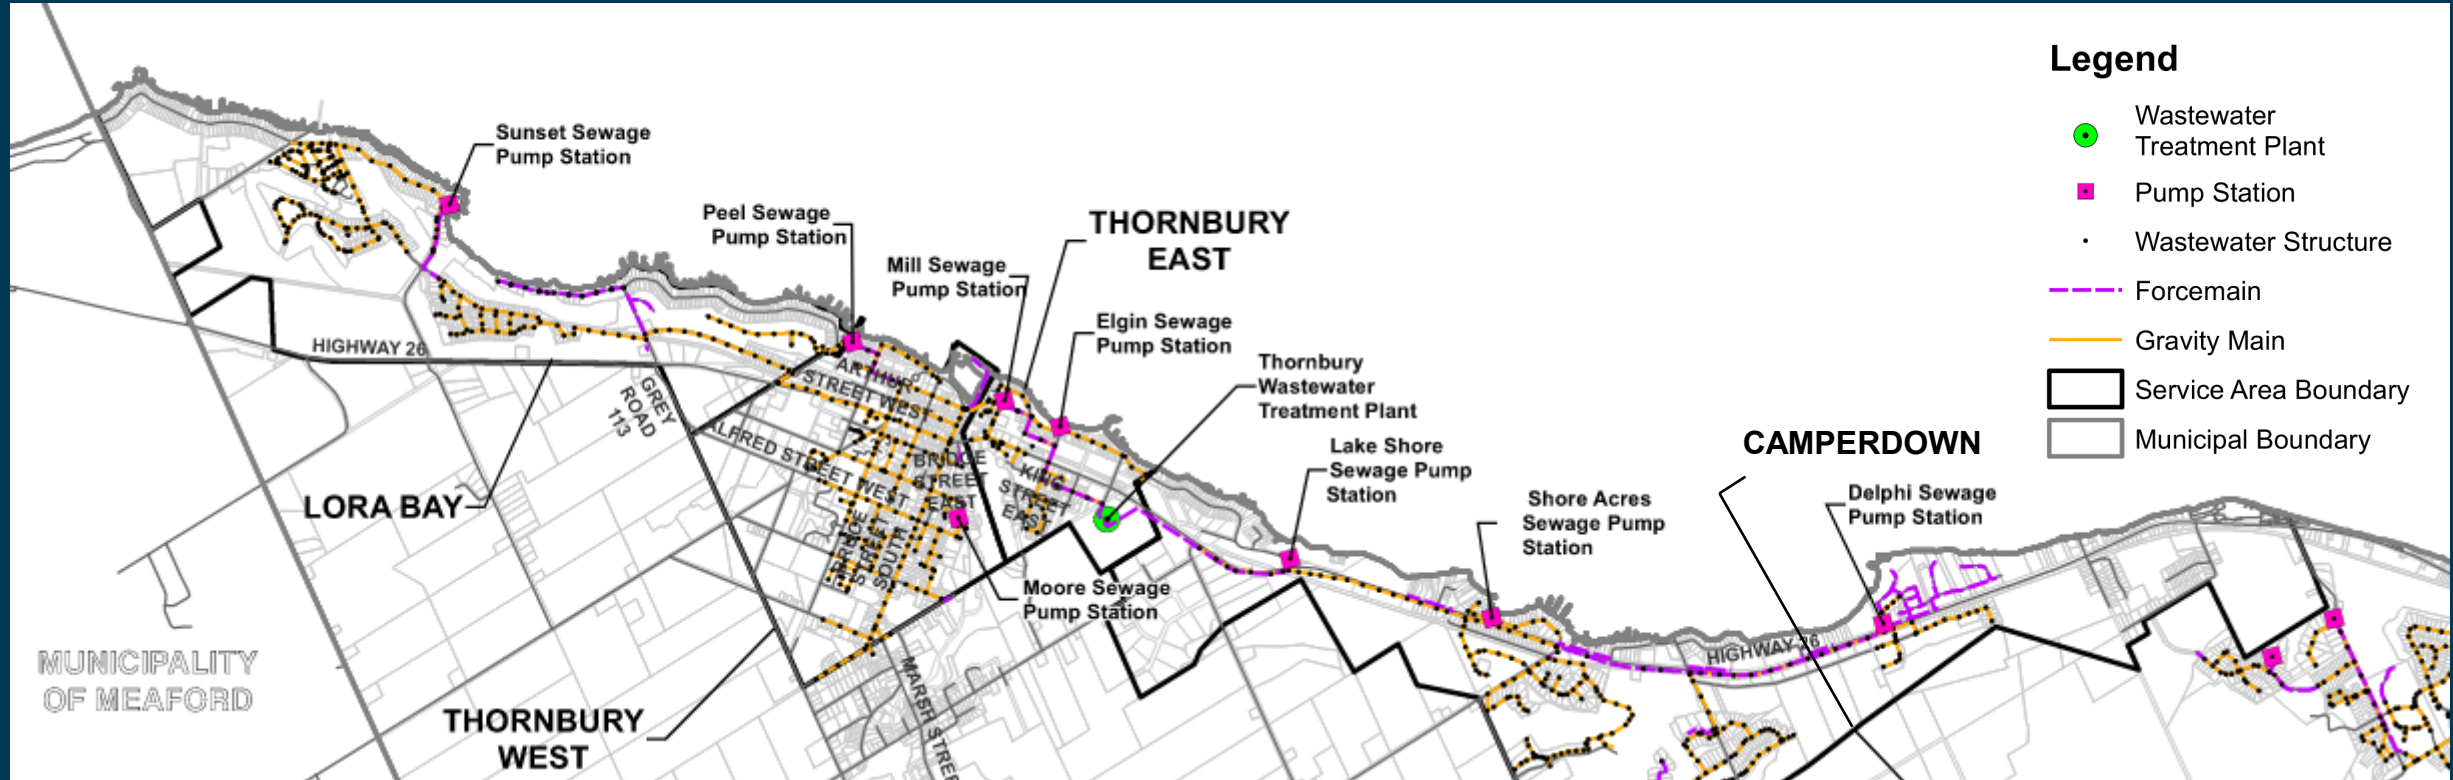 Legend
Wastewater
Treatment Plant
Pump Station
Wastewater Structure
Forcemain
Gravity Main
Service Area Boundary
Municipal Boundary
Sunset Sewage
Pump Station
Peel Sewage
Pump Station
Mill Sewage
Pump Station
THORNBURY
EAST
Elgin Sewage
Pump Station
Thornbury
Wastewater
Treatment Plant
Lake Shore
Sewage Pump
Station
Shore Acres
Sewage Pump
Station
CAMPERDOWN
Delphi Sewage
Pump Station
HIGHWAY 26
GREY
ROAD
113
ARTHUR
STREET WEST
ALFRED STREET WEST
BRIDGE
STREET
EAST
KING
STREET
EAST
STREET
SOUTH
LORA BAY
Moore Sewage
Pump Station
HIGHWAY 26
MUNICIPALITY
OF MEAFORD
THORNBURY
WEST
MARSH STREE